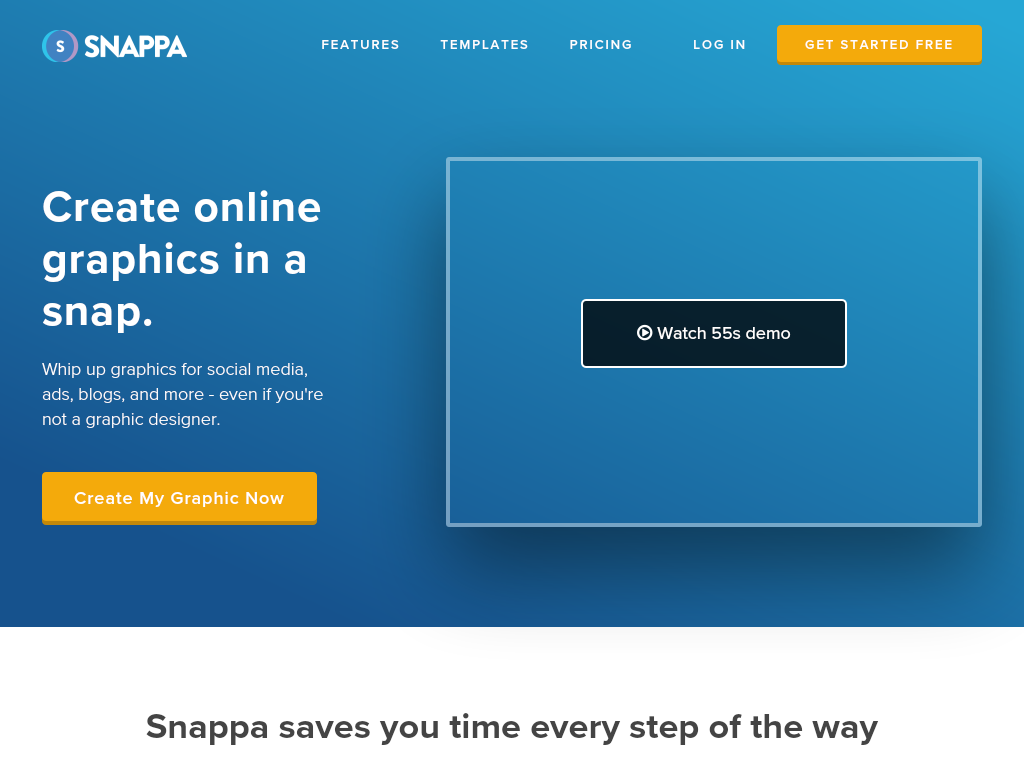 S SNAPPA
FEATURES TEMPLATES PRICING LOG IN GET STARTED FREE
Create online
graphics in a
snap.
Whip up graphics for social media,
ads, blogs, and more - even if you're
not a graphic designer.
Create My Graphic Now
Watch 55s demo
Snappa saves you time every step of the way